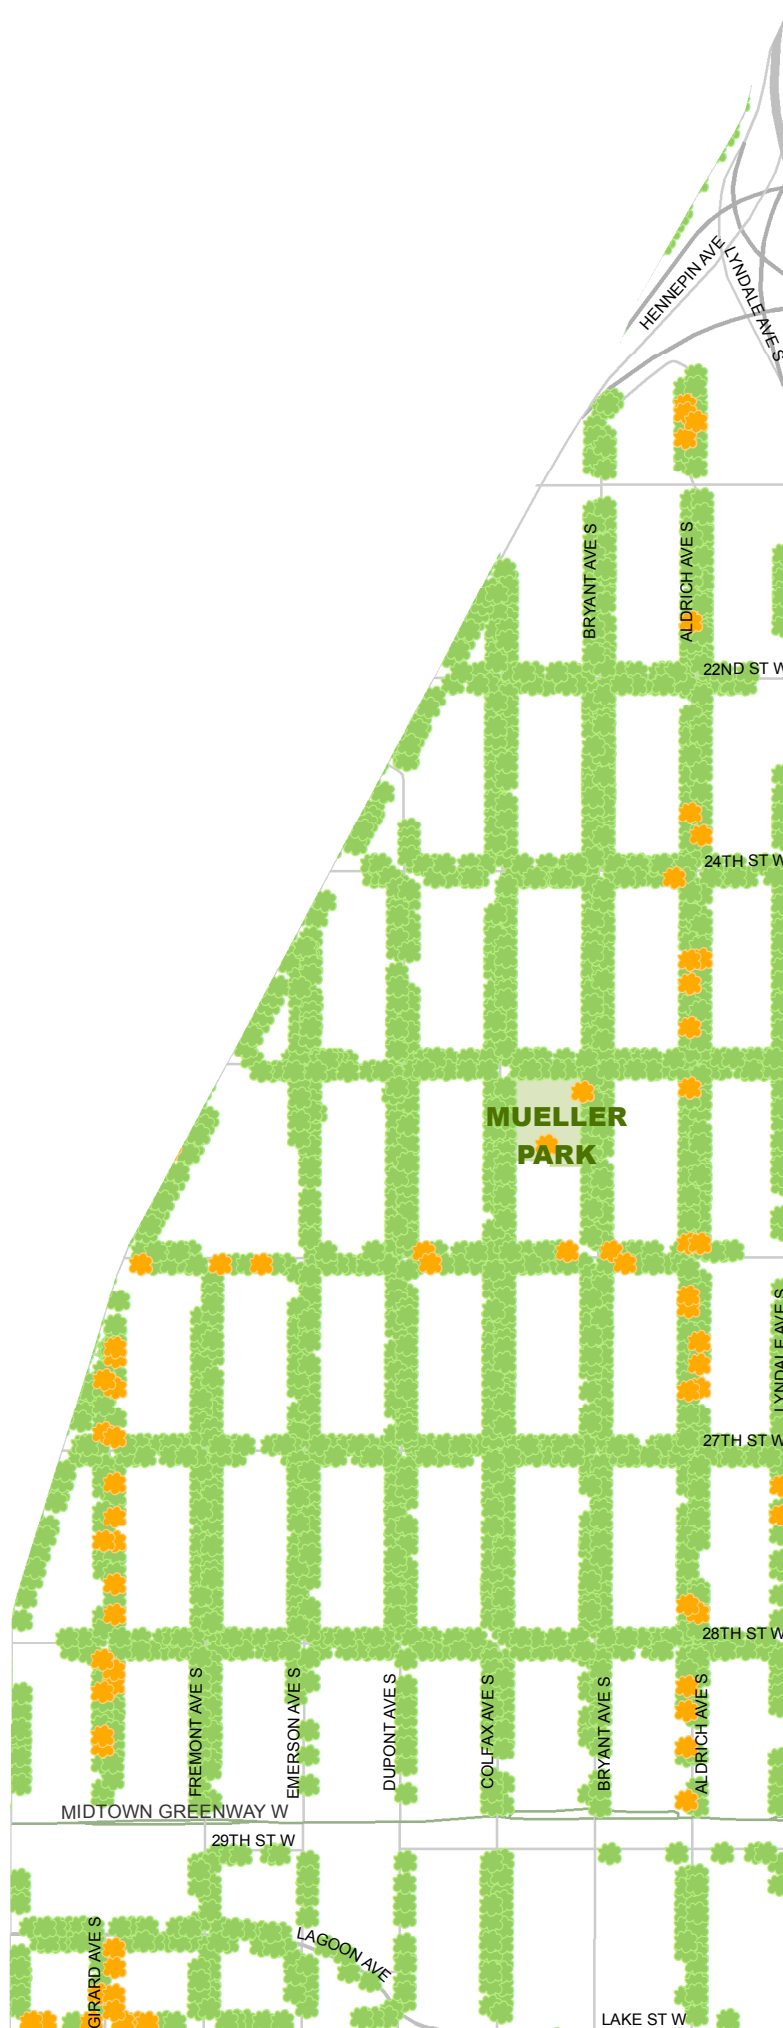 HENNEPIN AVE
LYNDALE AVE S
BRYANT AVE S
ALDRICH AVE S
22ND ST W
24TH ST W
MUELLER
PARK
LYNDALE AVE S
27TH ST W
28TH ST W
FREMONT AVE S
EMERSON AVE S
DUPONT AVE S
COLFAX AVE S
BRYANT AVE S
ALDRICH AVE S
MIDTOWN GREENWAY W
29TH ST W
GIRARD AVE S
LAGOON AVE
LAKE ST W